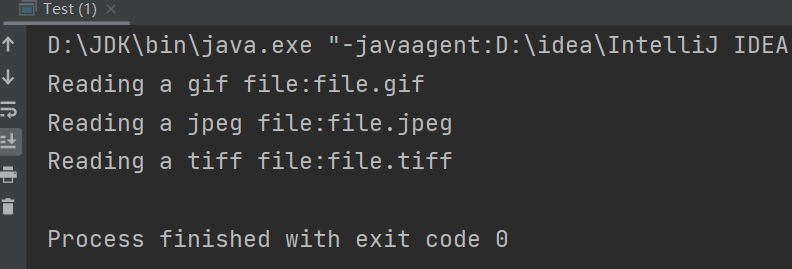 Test (1)
D:\JDK\bin\java.exe "-javaagent:D:\idea\IntelliJ IDEA
Reading a gif file:file.gif
Reading a jpeg file:file.jpeg
Reading a tiff file:file.tiff
Process finished with exit code 0